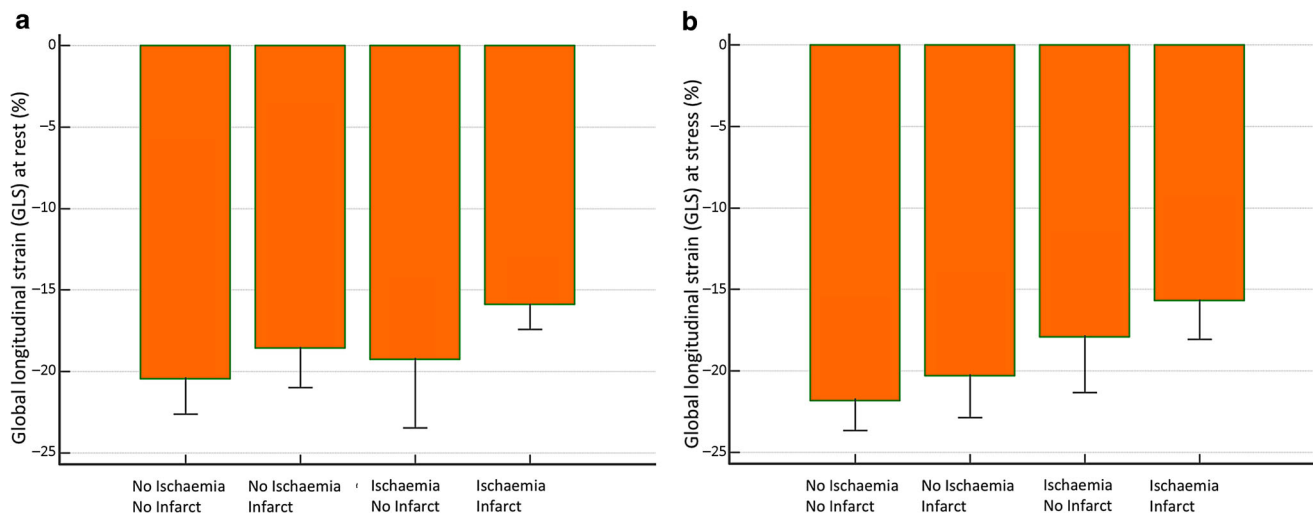 a
Global longitudinal strain (GLS) at rest (%)
0
−5
−10
−15
−20
−25
No Ischaemia
No Infarct
No Ischaemia
Infarct
Ischaemia
No Infarct
Ischaemia
Infarct
b
Global longitudinal strain (GLS) at stress (%)
0
−5
−10
−15
−20
−25
No Ischaemia
No Infarct
No Ischaemia
Infarct
Ischaemia
No Infarct
Ischaemia
Infarct